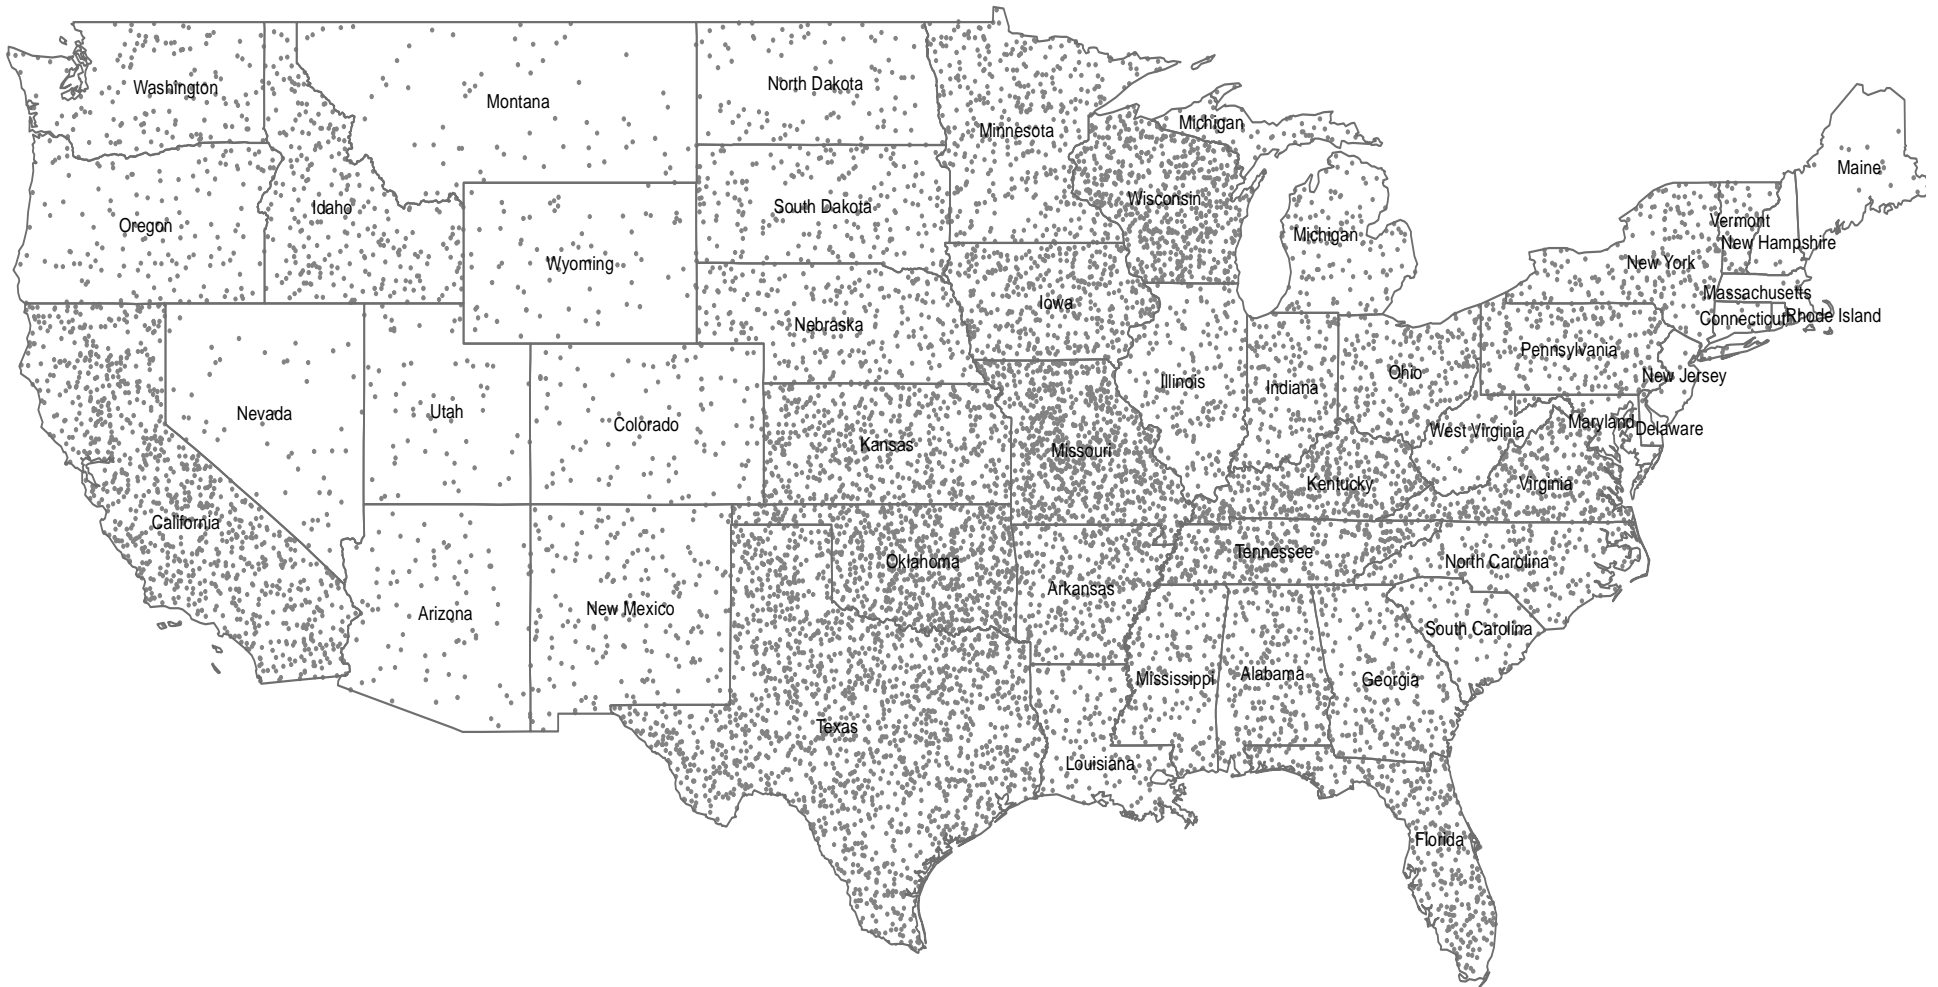 Washington
Montana
North Dakota
Minnesota
Michigan
Maine
Oregon
Idaho
Wyoming
South Dakota
Wisconsin
Michigan
Vermont
New Hampshire
New York
Massachusetts
Connecticut
Rhode Island
Nebraska
Iowa
Pennsylvania
New Jersey
Nevada
Utah
Colorado
Kansas
Missouri
Illinois
Indiana
Ohio
West Virginia
Maryland
Delaware
California
Kentucky
Virginia
Arizona
New Mexico
Oklahoma
Arkansas
Tennessee
North Carolina
South Carolina
Texas
Louisiana
Mississippi
Alabama
Georgia
Florida